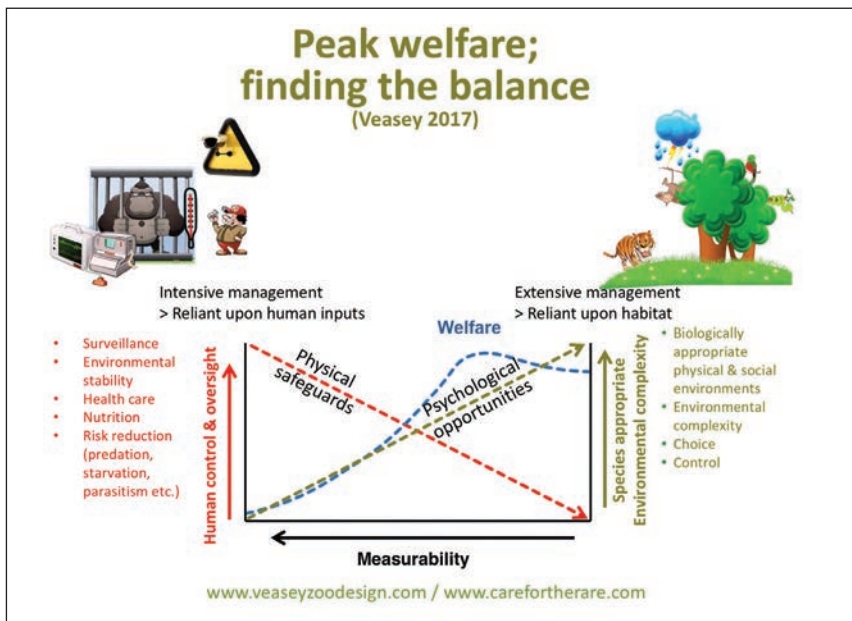 Peak welfare;
finding the balance
(Veasey 2017)
Intensive management
> Reliant upon human inputs
Extensive management
> Reliant upon habitat
• Surveillance
• Environmental
stability
• Health care
• Nutrition
• Risk reduction
(predation,
starvation,
parasitism etc.)
Human control & oversight
Physical
safeguards
Welfare
Psychological
opportunities
Species appropriate
Environmental complexity
• Biologically
appropriate
physical & social
environments
• Environmental
complexity
• Choice
• Control
Measurability
www.veaseyzoodesign.com / www.carefortherare.com